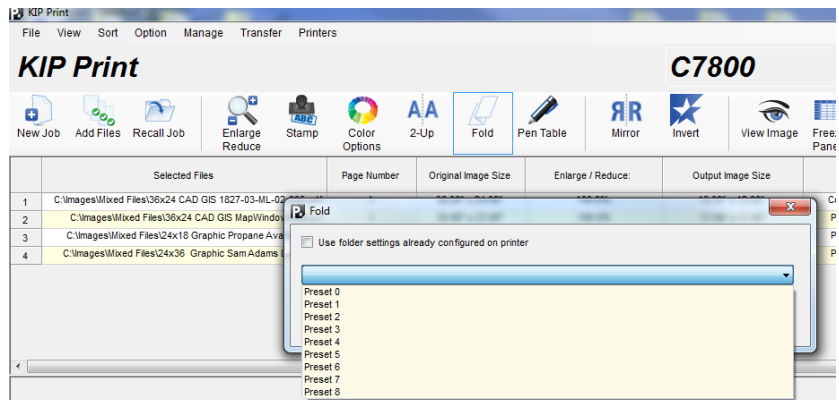 KIP Print
File View Sort Option Manage Transfer Printers
KIP Print C7800
New Job Add Files Recall Job Enlarge Reduce Stamp Color Options 2-Up Fold Pen Table Mirror Invert View Image
ABC
Selected Files Page Number Original Image Size Enlarge / Reduce: Output Image Size
1 C:\Images\Mixed Files\36x24 CAD GIS 1827-03-ML-02
2 C:\Images\Mixed Files\36x24 CAD GIS MapWindow
3 C:\Images\Mixed Files\24x18 Graphic Propane
4 C:\Images\Mixed Files\24x36 Graphic Sam Adams
Fold
Use folder settings already configured on printer
Preset 0
Preset 1
Preset 2
Preset 3
Preset 4
Preset 5
Preset 6
Preset 7
Preset 8